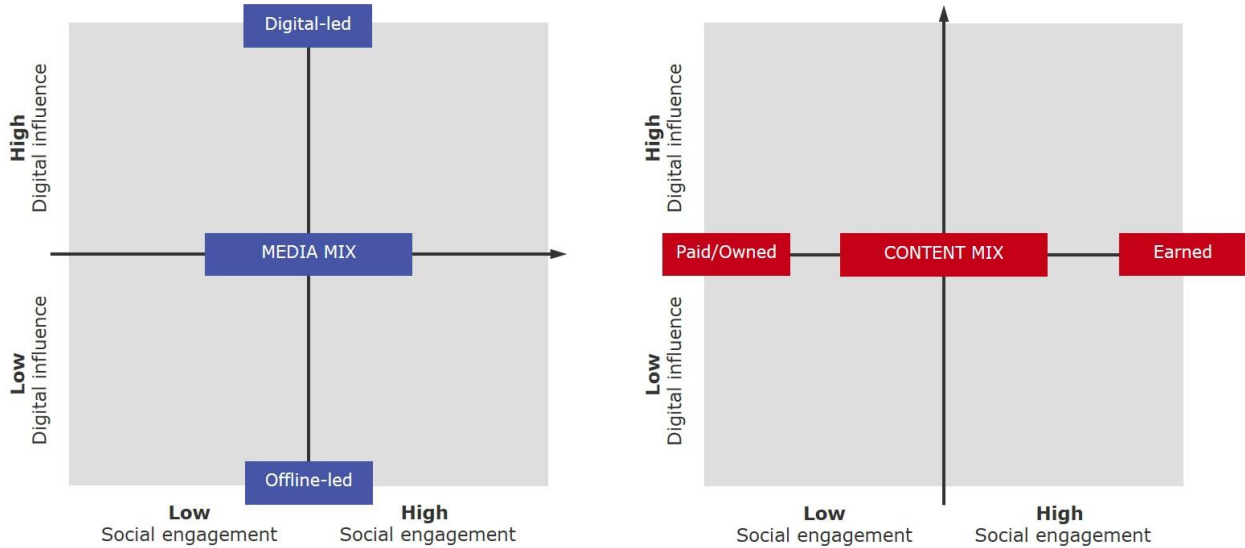 Digital-led
High
Digital influence
MEDIA MIX
Low
Digital influence
Offline-led
Low
Social engagement
High
Social engagement
High
Digital influence
Paid/Owned
CONTENT MIX
Earned
Low
Digital influence
Low
Social engagement
High
Social engagement